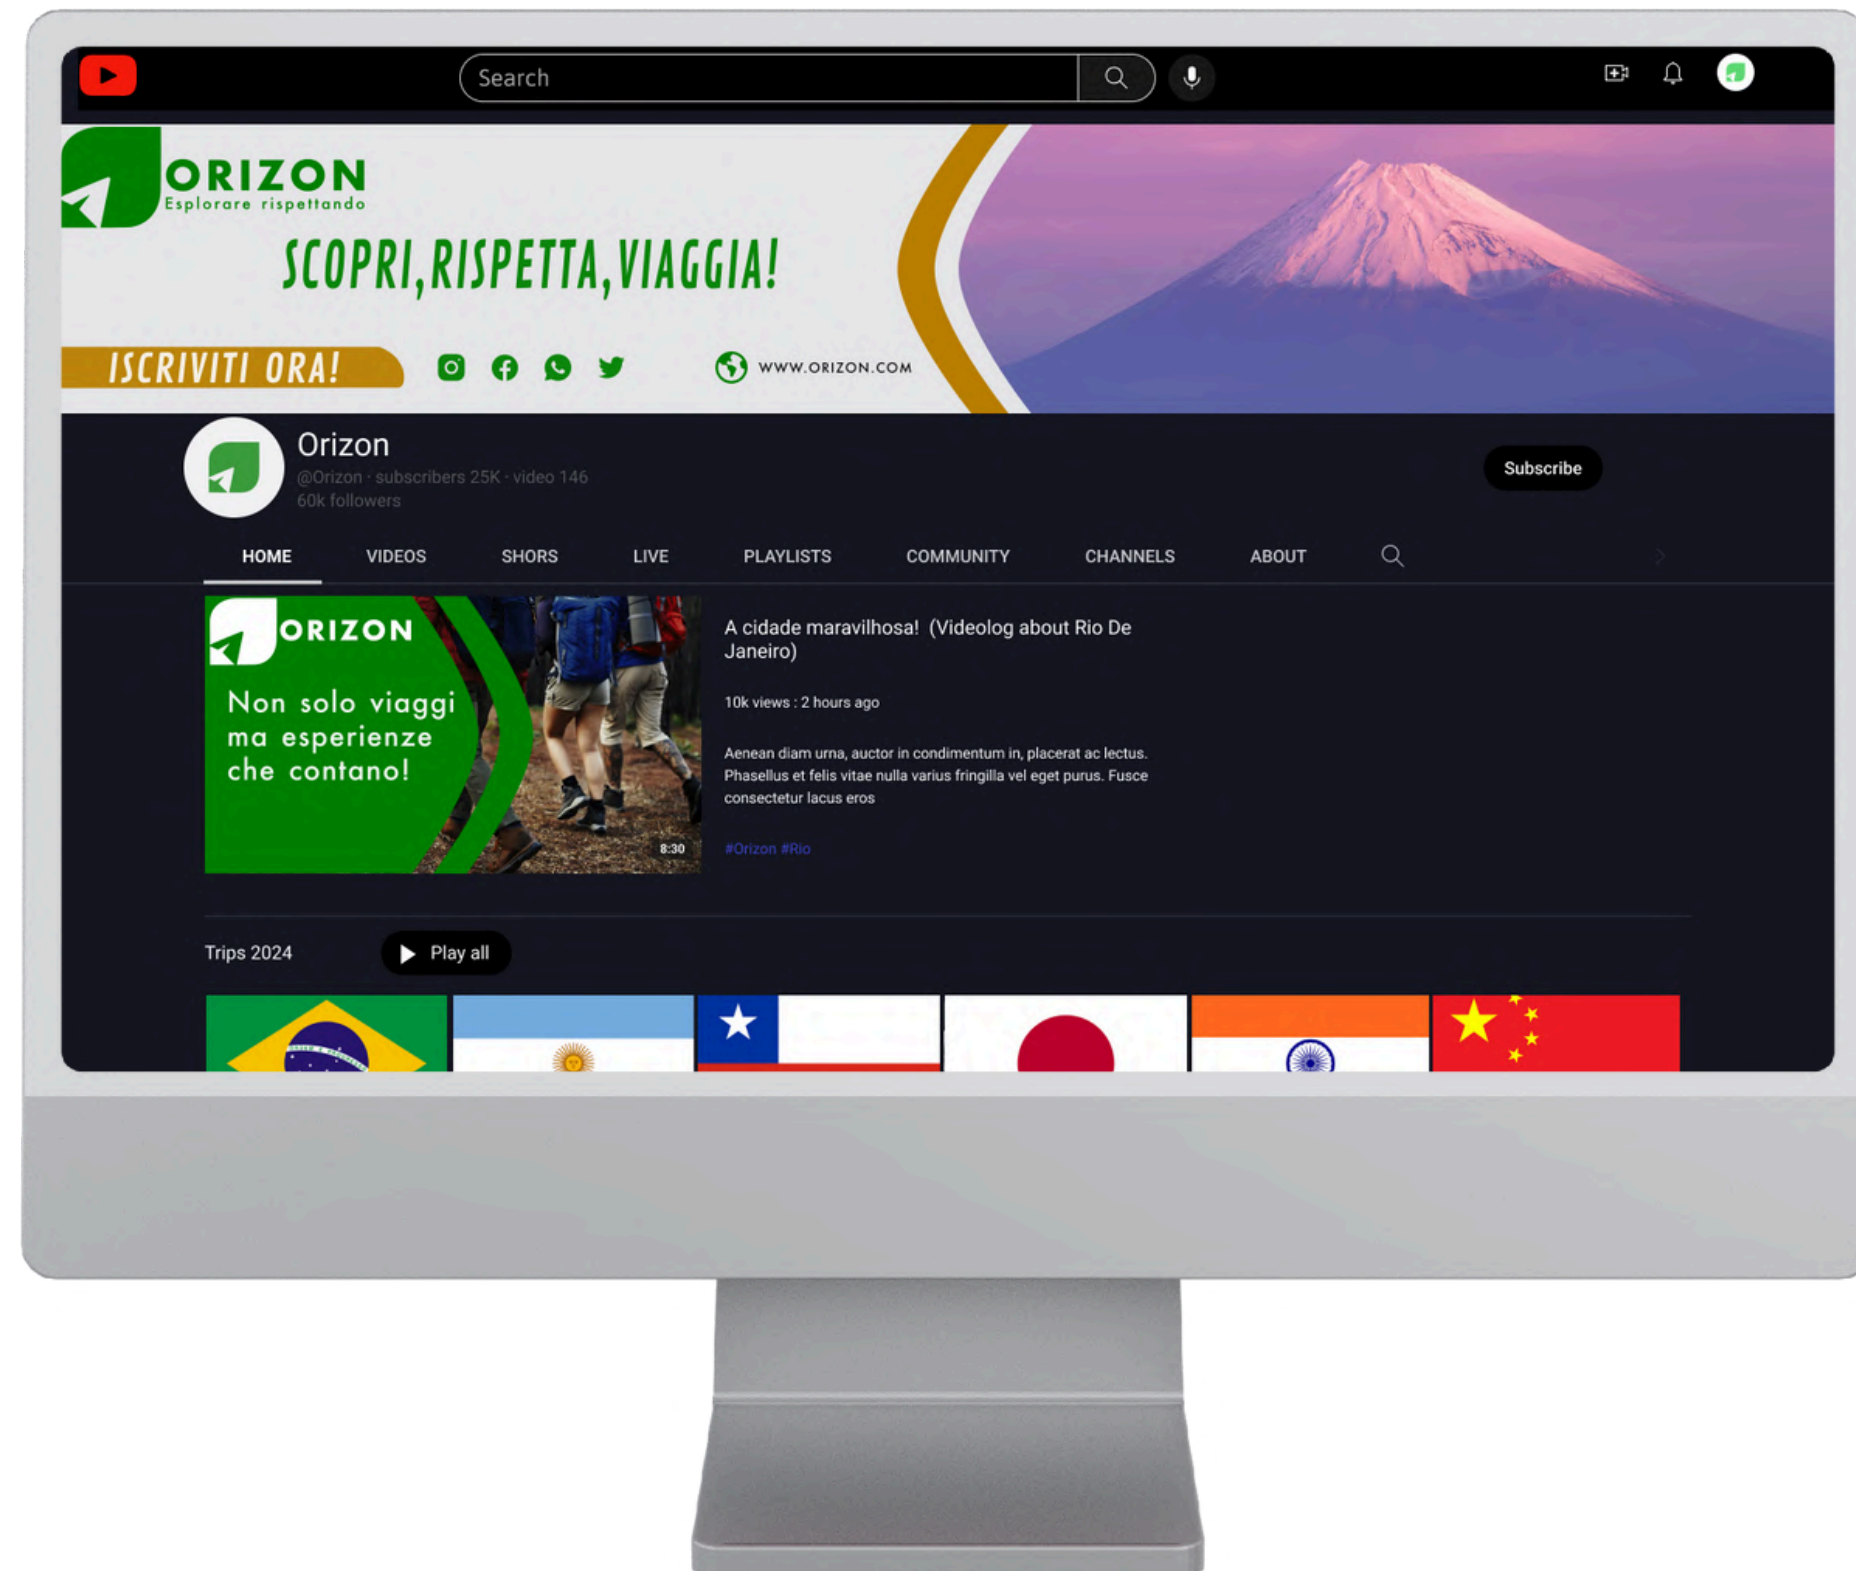 Search
ORIZON
Esplorare rispettando
SCOPRI,RISPETTA,VIAGGIA!
ISCRIVITI ORA!
WWW.ORIZON.COM
Orizon
@Orizon · subscribers 25K · video 146
60k followers
Subscribe
HOME VIDEOS SHORS LIVE PLAYLISTS COMMUNITY CHANNELS ABOUT
ORIZON
Non solo viaggi
ma esperienze
che contano!
8:30
A cidade maravilhosa! (Videolog about Rio De
Janeiro)
10k views : 2 hours ago
Aenean diam urna, auctor in condimentum in, placerat ac lectus.
Phasellus et felis vitae nulla varius fringilla vel eget purus. Fusce
consectetur lacus eros
#Orizon #Rio
Trips 2024
Play all